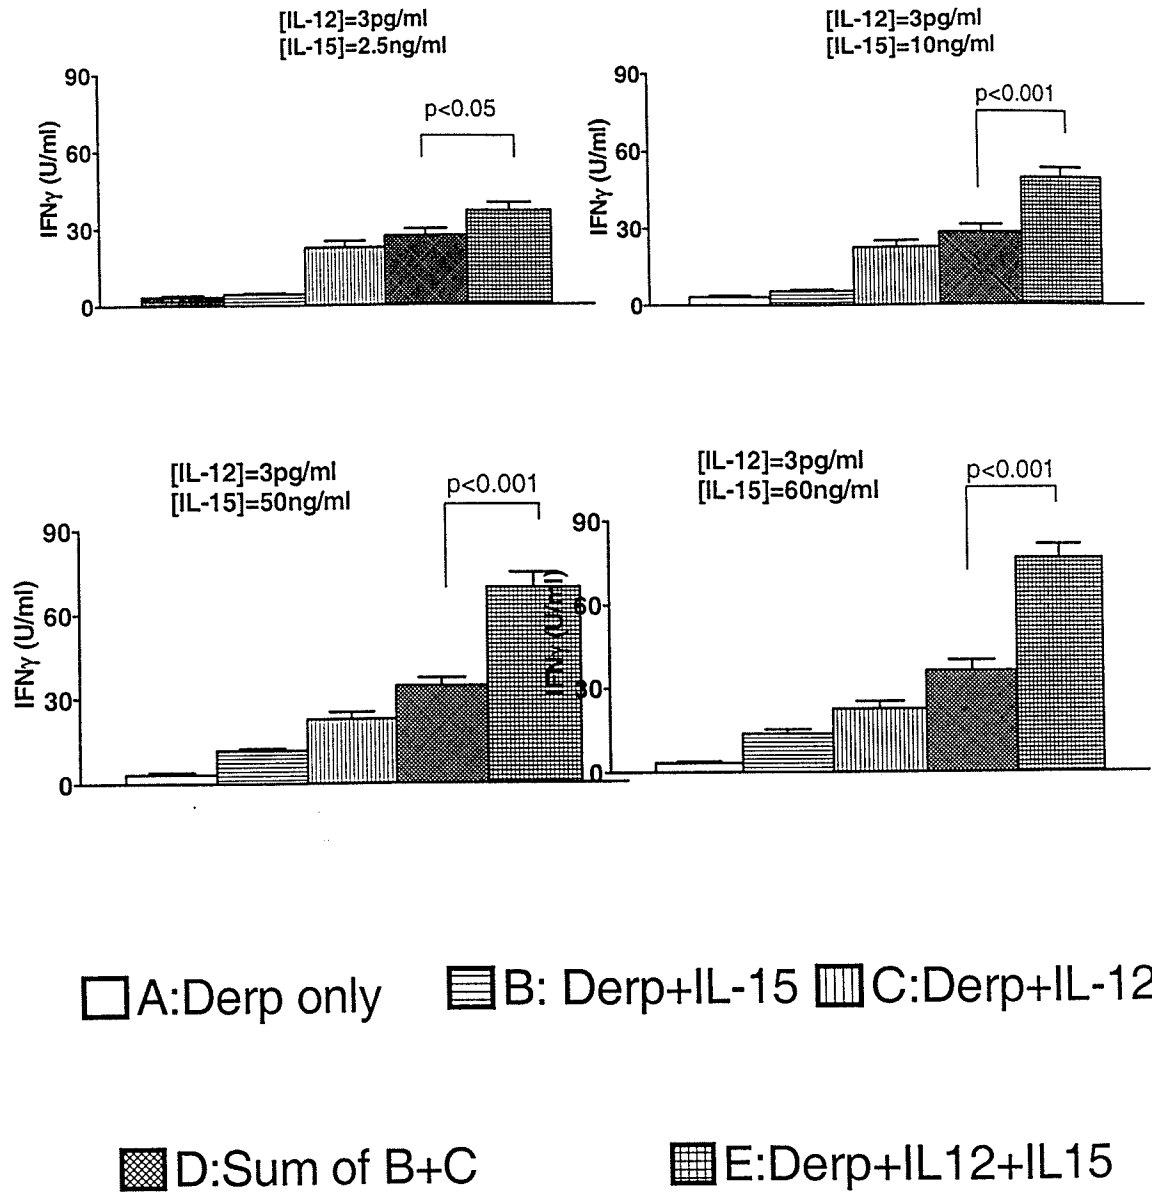 [IL-12]=3pg/ml
[IL-15]=2.5ng/ml
90
60
30
0
IFNγ (U/ml)
p<0.05
[IL-12]=3pg/ml
[IL-15]=10ng/ml
90
60
30
0
IFNγ (U/ml)
p<0.001
[IL-12]=3pg/ml
[IL-15]=50ng/ml
90
60
30
0
IFNγ (U/ml)
p<0.001
[IL-12]=3pg/ml
[IL-15]=60ng/ml
90
60
30
0
IFNγ (U/ml)
p<0.001
A:Derp only
B: Derp+IL-15
C:Derp+IL-12
D:Sum of B+C
E:Derp+IL12+IL15